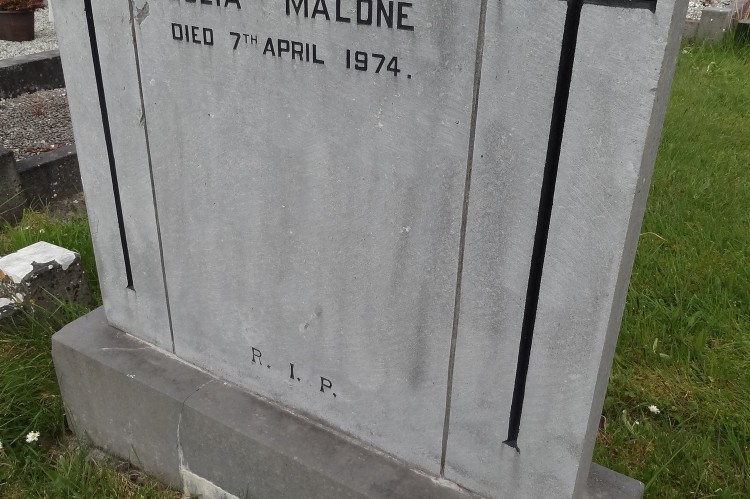 MALONE
DIED 7TH APRIL 1974.
R. I. P.